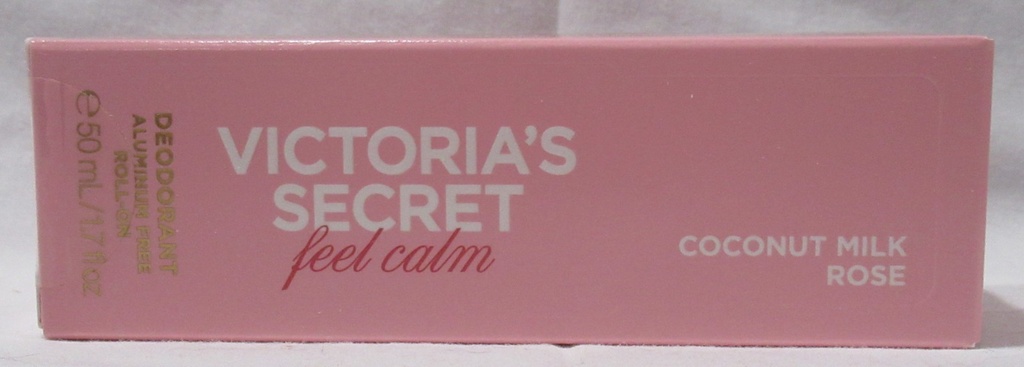 VICTORIA'S
SECRET
feel calm
COCONUT MILK
ROSE
DEODORANT
ALUMINUM FREE
ROLL-ON
e 50 mL/1.7 fl oz